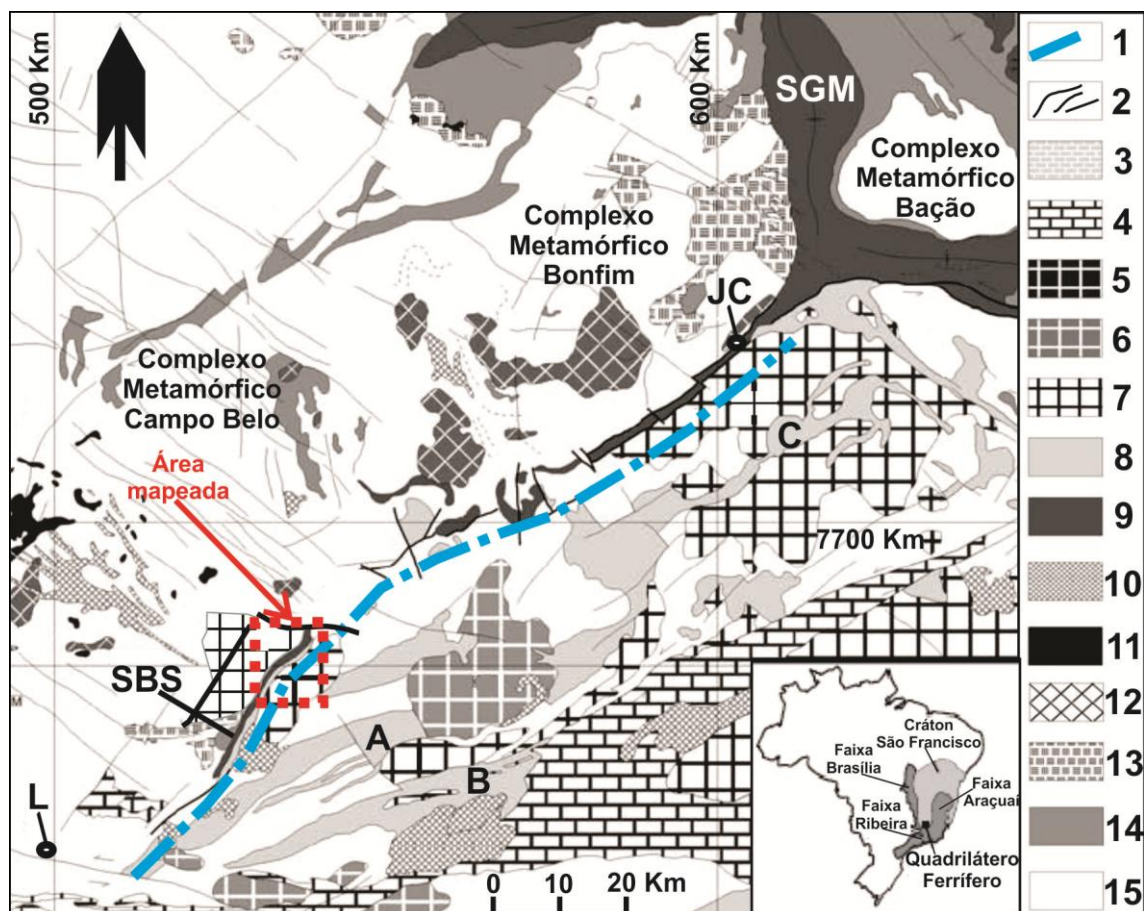 500 Km
600 Km
SGM
Complexo
Metamórfico
Bação
Complexo
Metamórfico
Bonfim
JC
Complexo
Metamórfico
Campo Belo
Área
mapeada
C
7700 Km
SBS
A
B
L
0 10 20 Km
Cráton
São Francisco
Faixa
Brasília
Faixa
Araçuaí
Faixa
Ribeira
Quadrilátero
Ferrífero
1
2
3
4
5
6
7
8
9
10
11
12
13
14
15